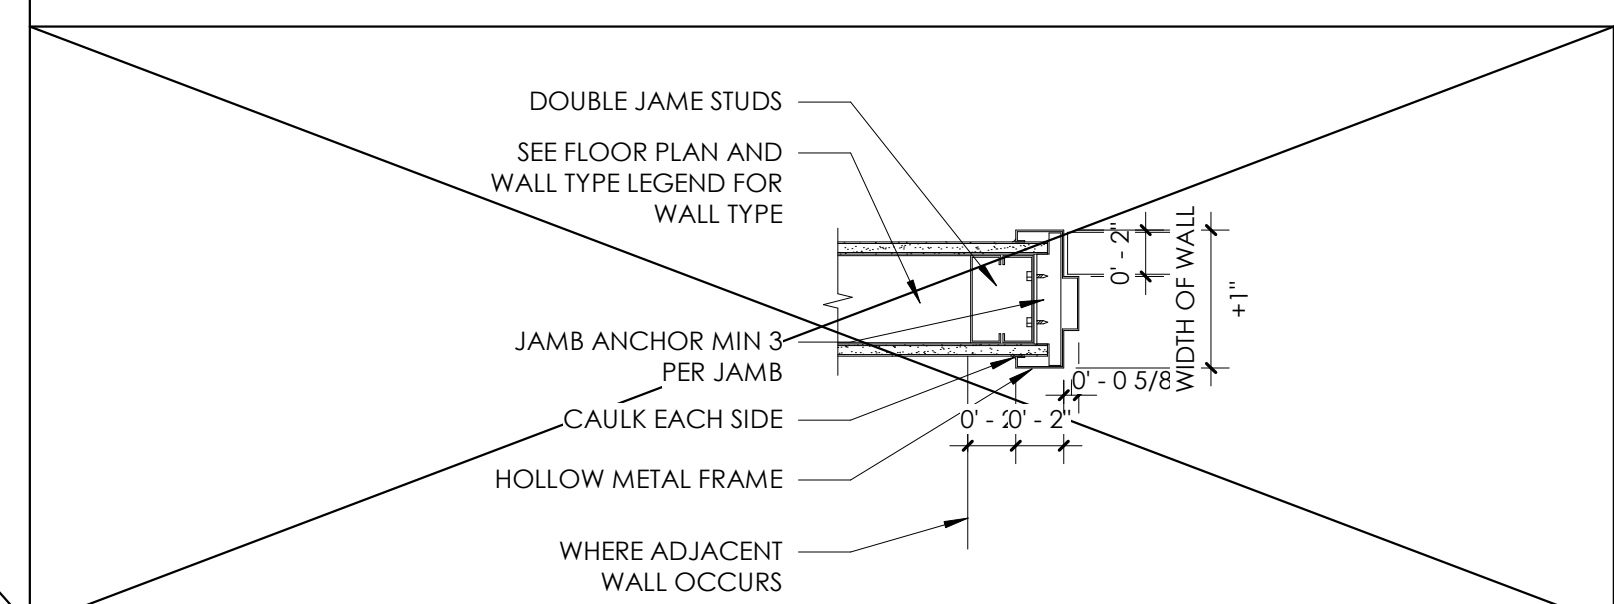 DOUBLE JAME STUDS
SEE FLOOR PLAN AND
WALL TYPE LEGEND FOR
WALL TYPE
JAMB ANCHOR MIN 3
PER JAMB
CAULK EACH SIDE
HOLLOW METAL FRAME
WHERE ADJACENT
WALL OCCURS
0' - 2"
WIDTH OF WALL
+1"
0' - 0 5/8
0' - 2
0' - 2"